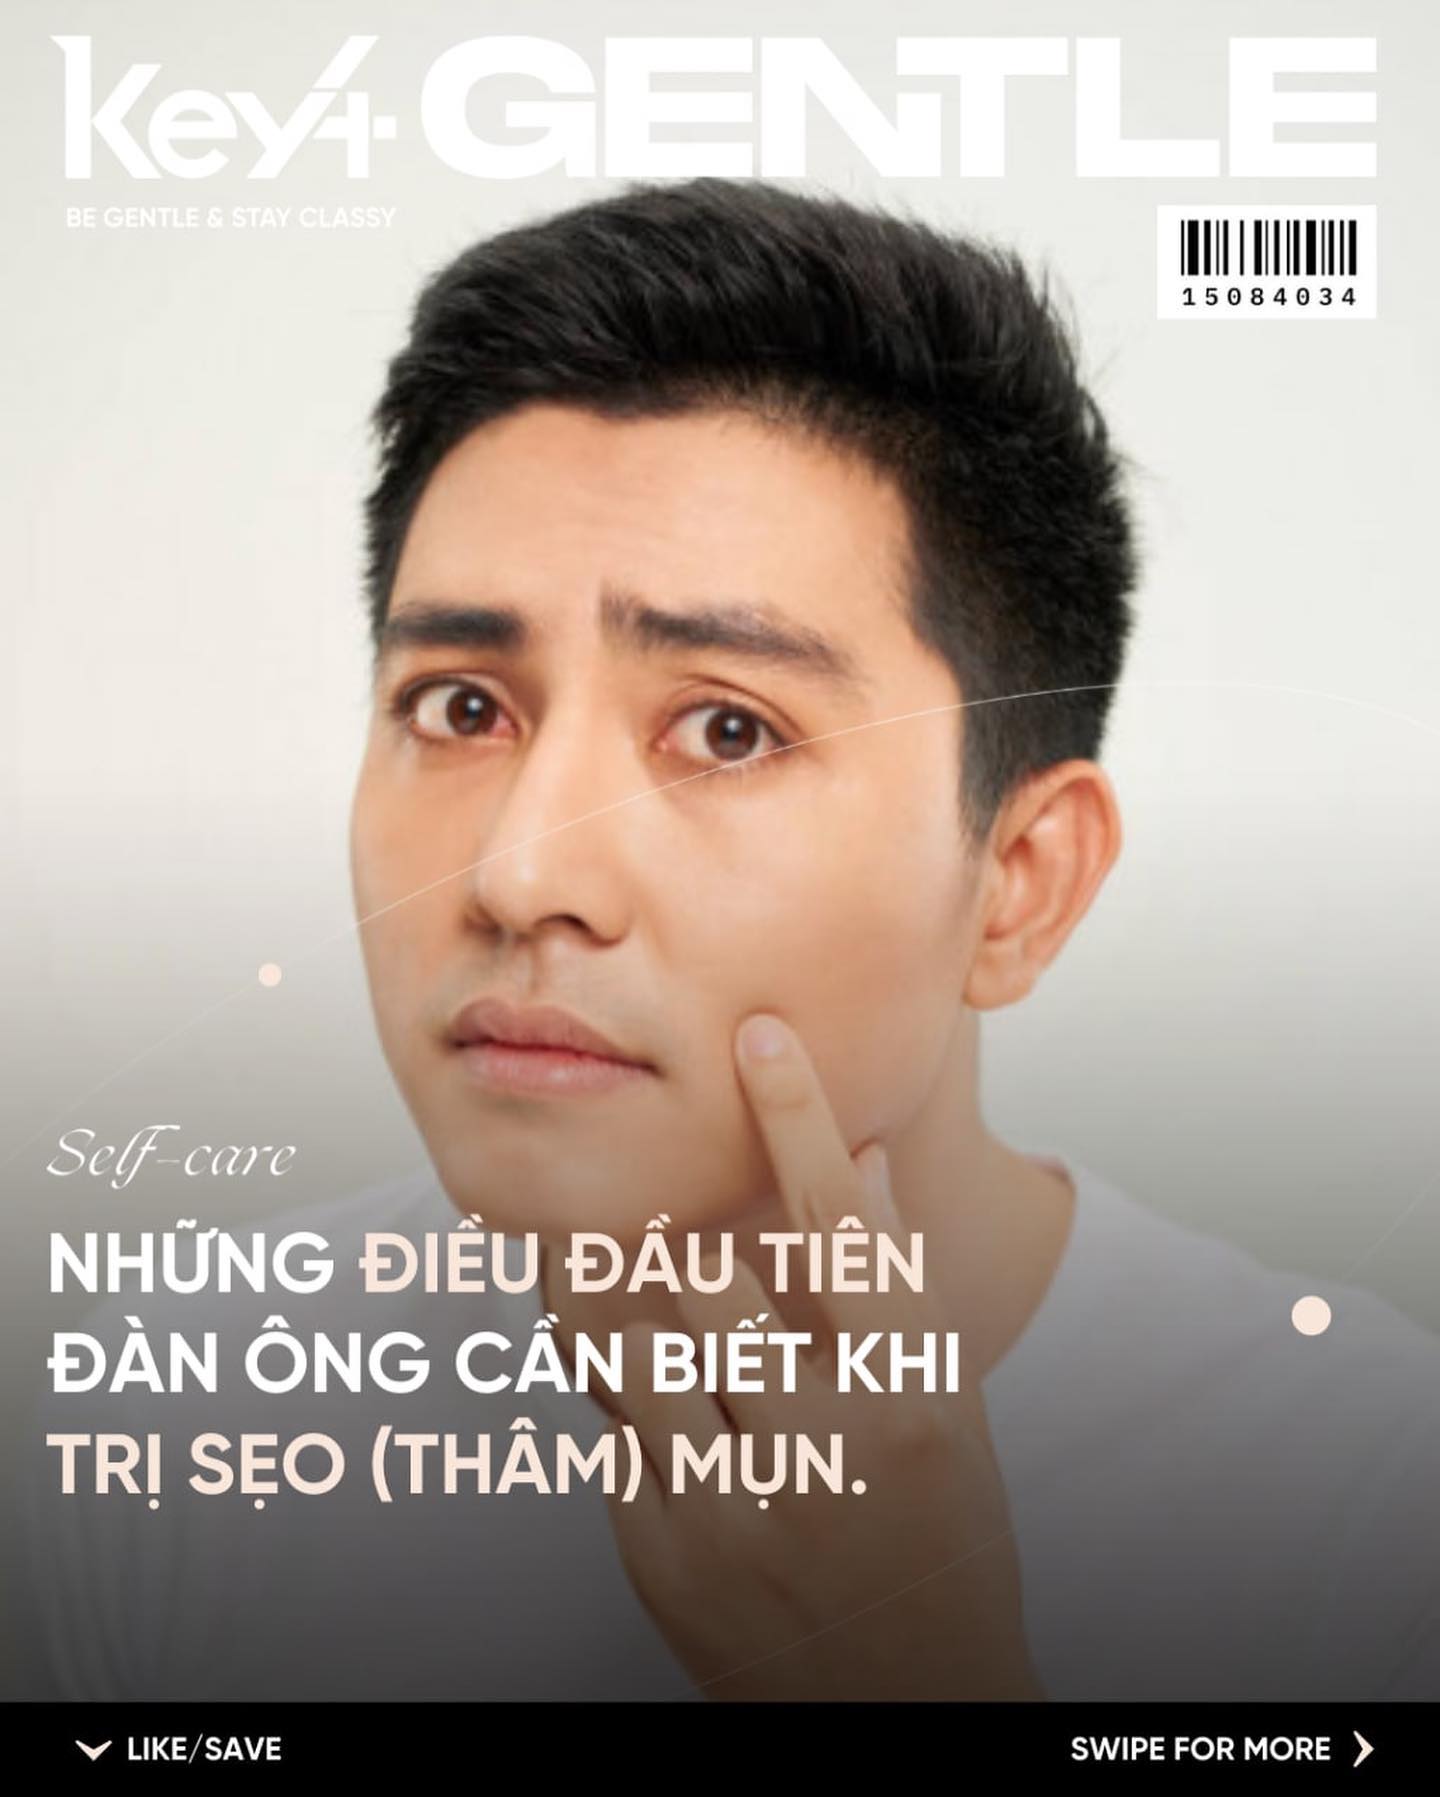 Key4 GENTLE
BE GENTLE & STAY CLASSY
15084034
Self-care
NHỮNG ĐIỀU ĐẦU TIÊN
ĐÀN ÔNG CẦN BIẾT KHI
TRỊ SẸO (THÂM) MỤN.
LIKE/SAVE
SWIPE FOR MORE